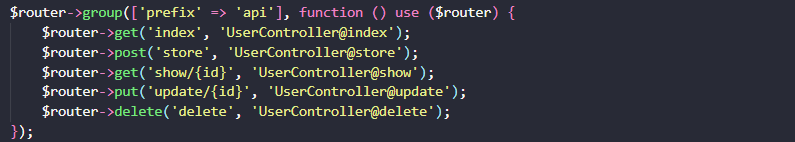 $router->group(['prefix' => 'api'], function () use ($router) {
    $router->get('index', 'UserController@index');
    $router->post('store', 'UserController@store');
    $router->get('show/{id}', 'UserController@show');
    $router->put('update/{id}', 'UserController@update');
    $router->delete('delete', 'UserController@delete');
});